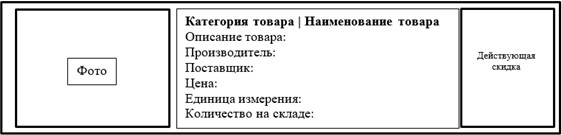 Фото
Категория товара | Наименование товара
Описание товара:
Производитель:
Поставщик:
Цена:
Единица измерения:
Количество на складе:
Действующая
скидка